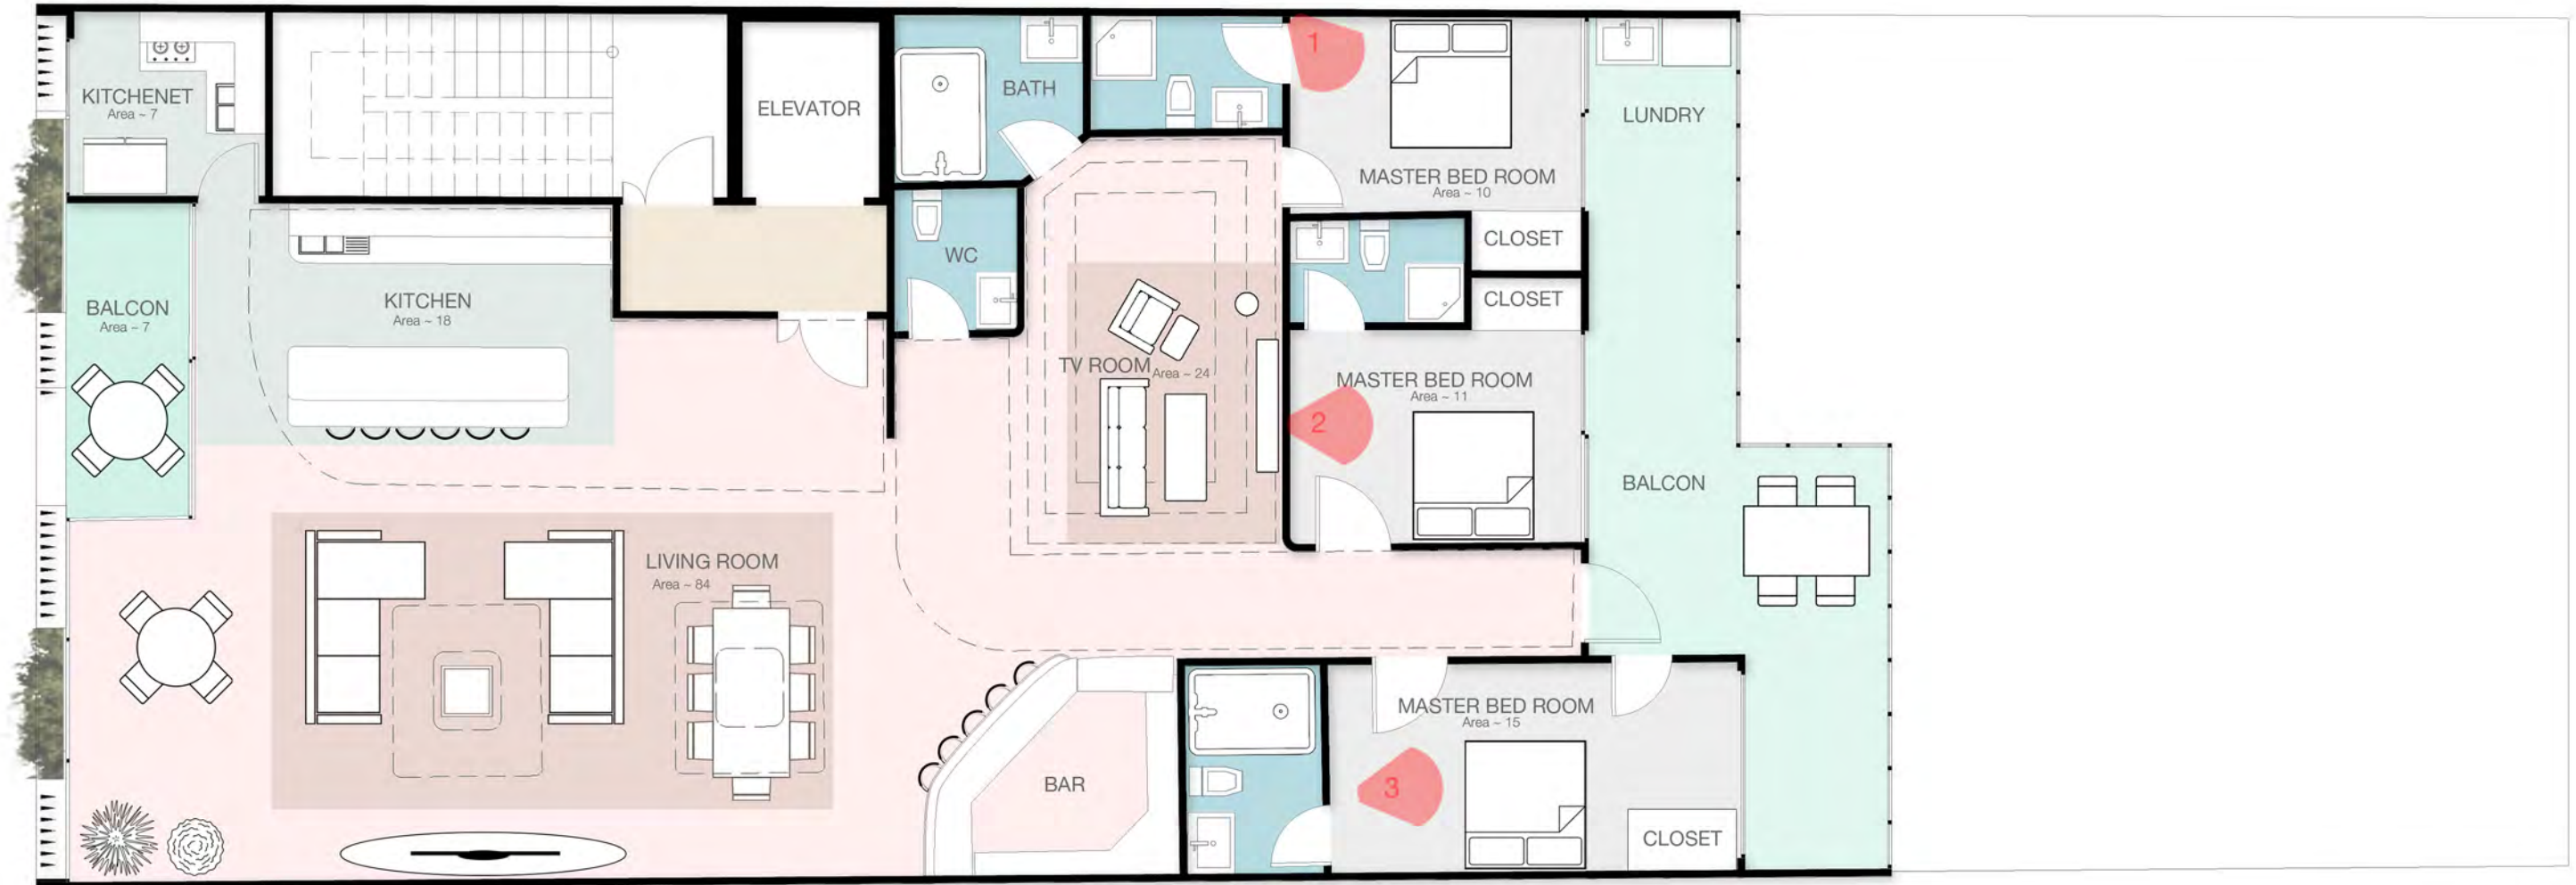 KITCHENET
Area ~ 7
ELEVATOR
BATH
1
MASTER BED ROOM
Area ~ 10
LUNDRY
CLOSET
CLOSET
WC
BALCON
Area ~ 7
KITCHEN
Area ~ 18
TV ROOM
Area ~ 24
MASTER BED ROOM
Area ~ 11
2
BALCON
LIVING ROOM
Area ~ 84
MASTER BED ROOM
Area ~ 15
3
BAR
CLOSET